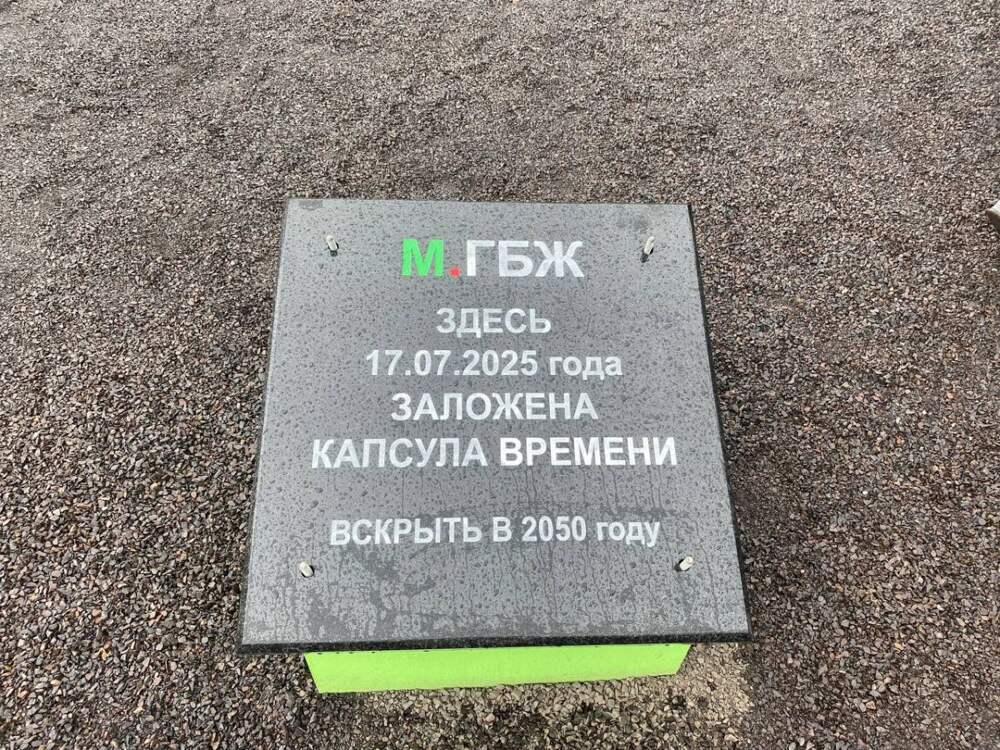 М.ГБЖ
ЗДЕСЬ
17.07.2025 года
ЗАЛОЖЕНА
КАПСУЛА ВРЕМЕНИ
ВСКРЫТЬ В 2050 году